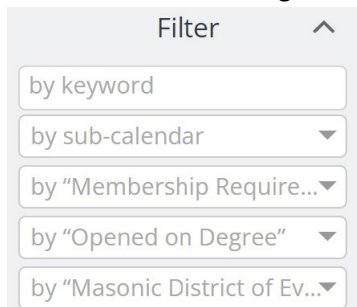 Filter
by keyword
by sub-calendar
by “Membership Require...
by “Opened on Degree”
by “Masonic District of Ev...